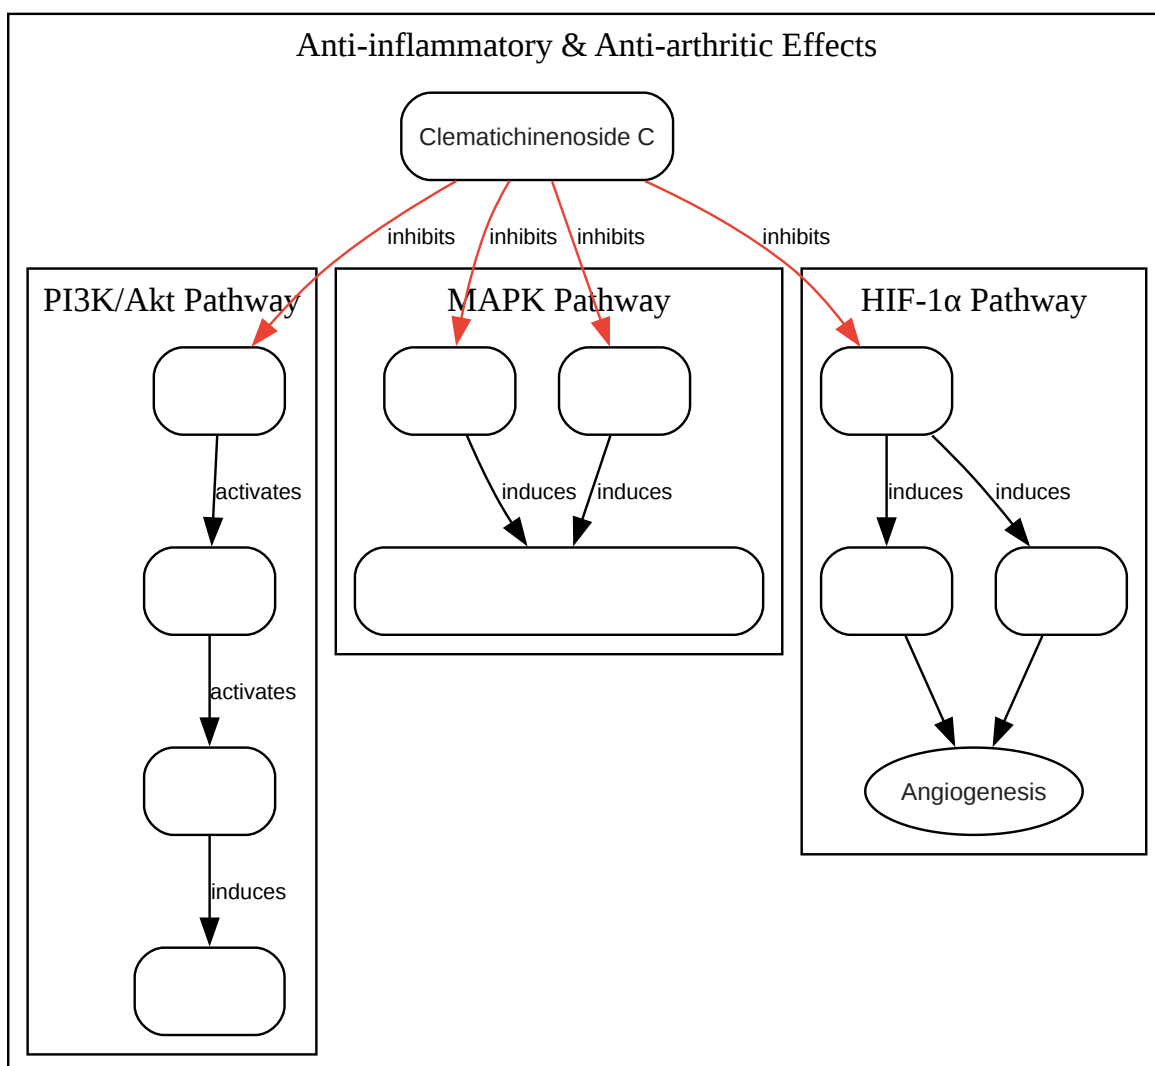 Anti-inflammatory & Anti-arthritic Effects
Clematichinenoside C
inhibits
inhibits
inhibits
inhibits
PI3K/Akt Pathway
MAPK Pathway
HIF-1α Pathway
activates
induces
induces
induces
induces
activates
Angiogenesis
induces